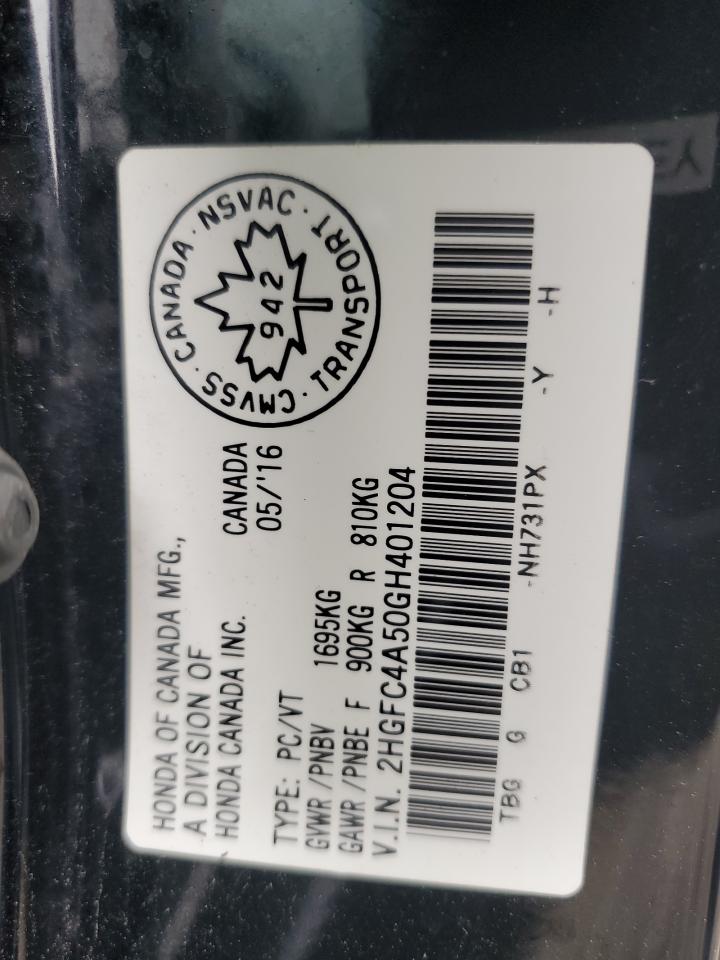 HONDA OF CANADA MFG.,
A DIVISION OF
HONDA CANADA INC.
CANADA
05/'16
TYPE: PC/VT
GVWR/PNBV 1695KG
GAWR/PNBE F 900KG R 810KG
V.I.N. 2HGFC4A50GH401204
TBG G CB1 -NH731PX -Y -H
CANADA · NSVAC · TRANSPORT · CMVSS ·
942